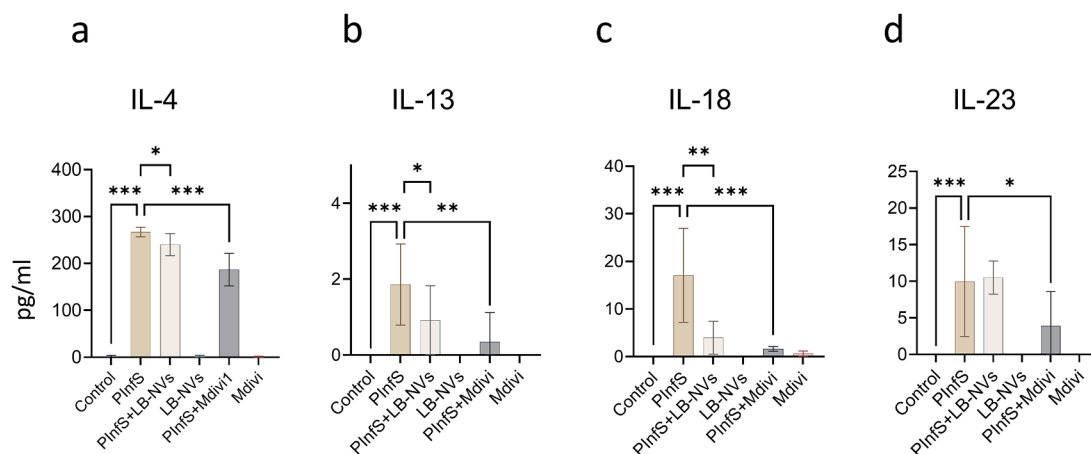 a
b
c
d
IL-4
IL-13
IL-18
IL-23
pg/ml
400
300
200
100
0
*
***
***
Control
PInfS
PInfS+LB-NVs
LB-NVs
PInfS+Mdivi1
Mdivi
4
2
0
*
***
**
Control
PInfS
PInfS+LB-NVs
LB-NVs
PInfS+Mdivi
Mdivi
40
30
20
10
0
**
***
***
Control
PInfS
PInfS+LB-NVs
LB-NVs
PInfS+Mdivi
Mdivi
25
20
15
10
5
0
***
*
Control
PInfS
PInfS+LB-NVs
LB-NVs
PInfS+Mdivi
Mdivi